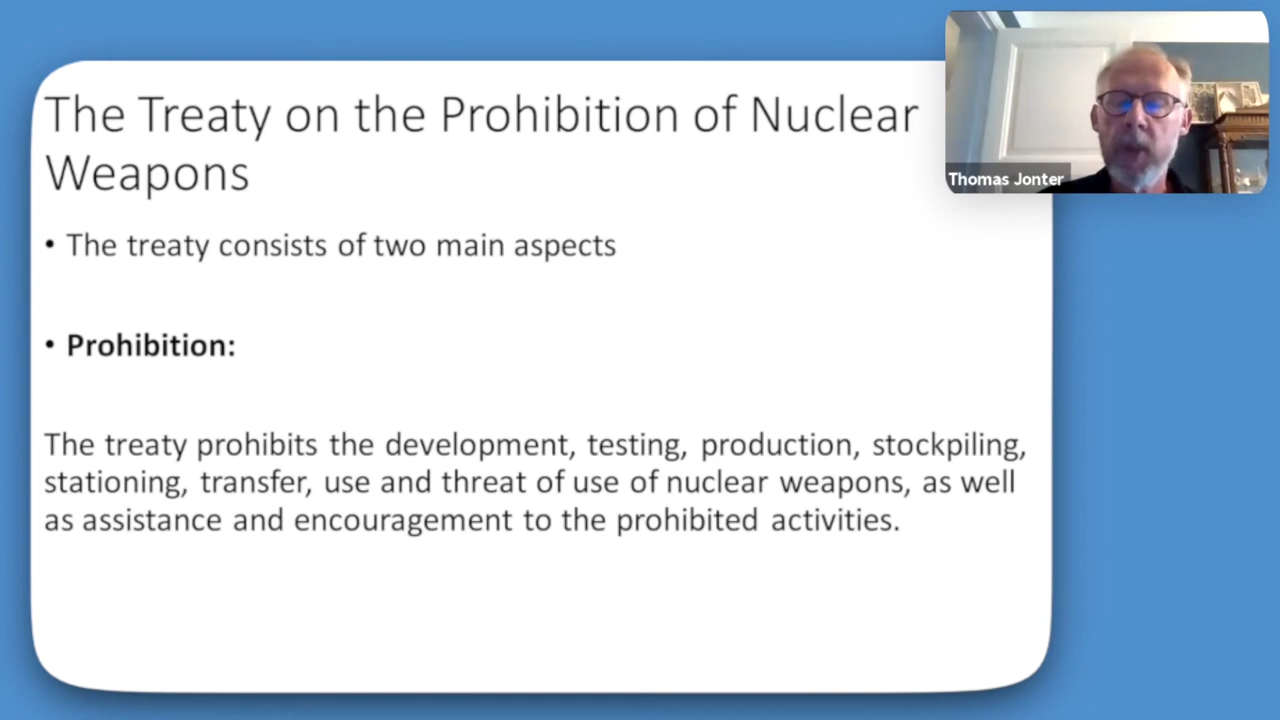 The Treaty on the Prohibition of Nuclear
Weapons
• The treaty consists of two main aspects
• Prohibition:
The treaty prohibits the development, testing, production, stockpiling,
stationing, transfer, use and threat of use of nuclear weapons, as well
as assistance and encouragement to the prohibited activities.
Thomas Jonter